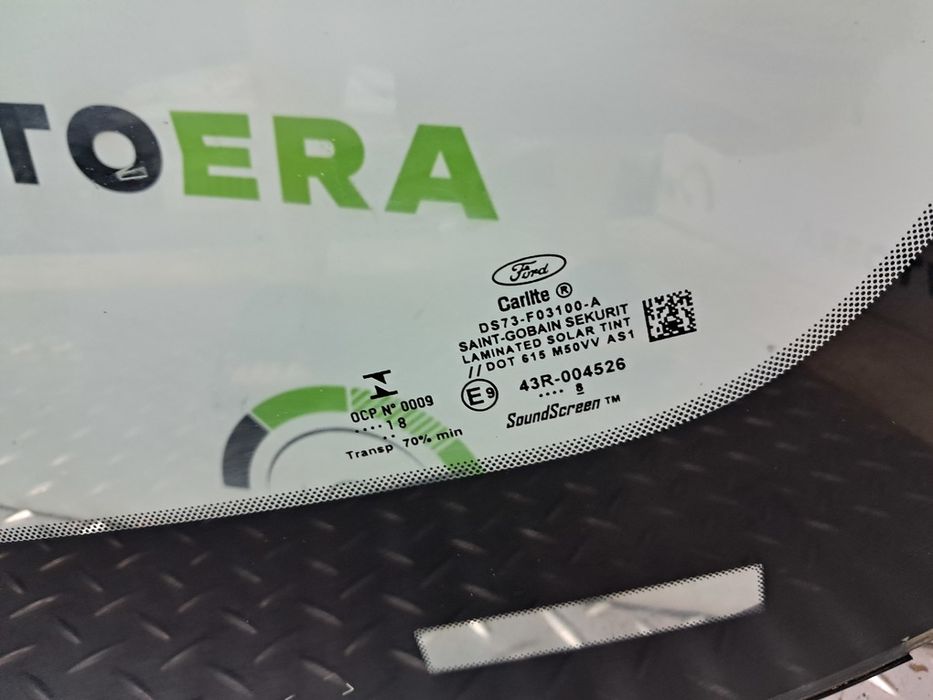 TOERA
Ford
Carlite ®
DS73-F03100-A
SAINT-GOBAIN SEKURIT
LAMINATED SOLAR TINT
//DOT 615 M50VV AS1
E9 43R-004526
.... 8
SoundScreen ™
OCP N° 0009
....18
..
Transp 70% min